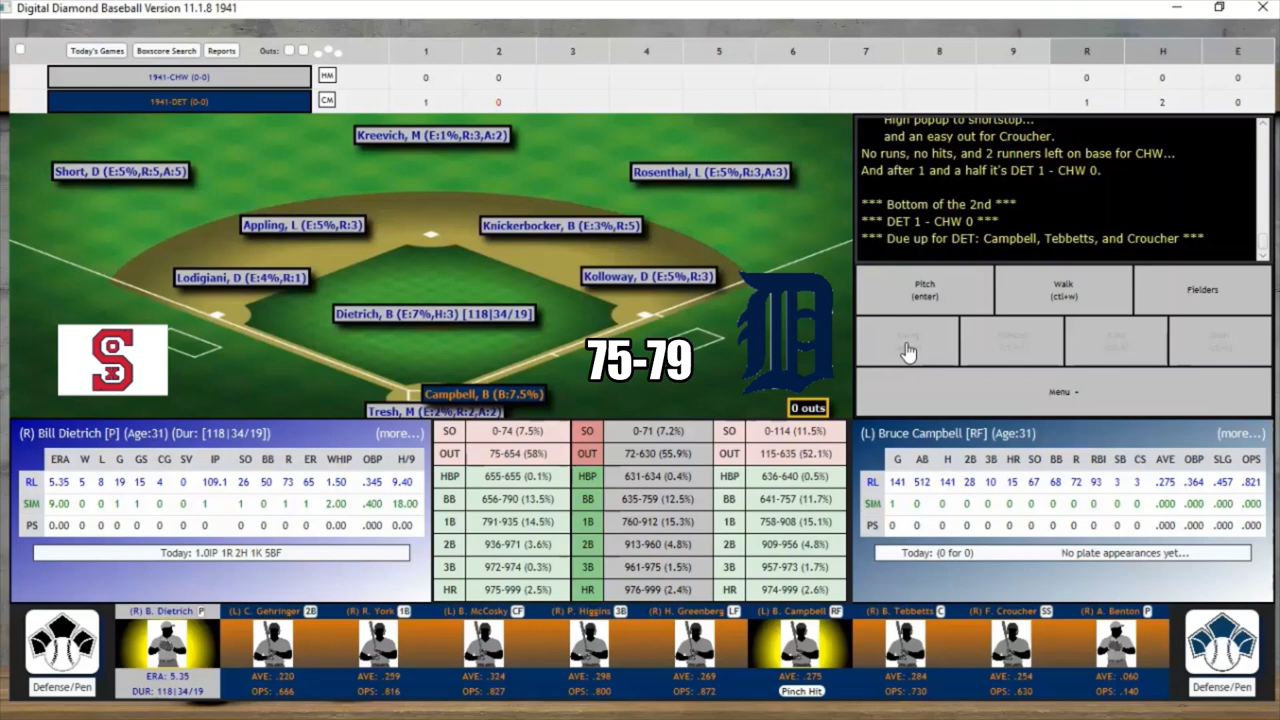 Digital Diamond Baseball Version 11.1.8 1941
Today's Games Boxscore Search Reports Outs: 1 2 3 4 5 6 7 8 9 R H E
1941-CHW (0-0) HM 0 0 0 0 0
1941-DET (0-0) CM 1 0 1 2 0
Kreevich, M (E:1%,R:3,A:2)
Short, D (E:5%,R:5,A:5)
Rosenthal, L (E:5%,R:3,A:3)
Appling, L (E:5%,R:3)
Knickerbocker, B (E:3%,R:5)
Lodigiani, D (E:4%,R:1)
Kolloway, D (E:5%,R:3)
Dietrich, B (E:7%,H:3) [118|34/19]
SOX
D
75-79
Campbell, B (B:7.5%)
Tresh, M (E:2%,R:2,A:2)
0 outs
High popup to shortstop...
and an easy out for Croucher.
No runs, no hits, and 2 runners left on base for CHW...
And after 1 and a half it's DET 1 - CHW 0.
*** Bottom of the 2nd ***
*** DET 1 - CHW 0 ***
*** Due up for DET: Campbell, Tebbetts, and Croucher ***
Pitch
(enter)
Walk
(ctl+w)
Fielders
Menu -
(R) Bill Dietrich [P] (Age:31) (Dur: [118|34/19]) (more...)
ERA W L G GS CG SV IP SO BB R ER WHIP OBP H/9
RL 5.35 5 8 19 15 4 0 109.1 26 50 73 65 1.50 .345 9.40
SIM 9.00 0 0 1 1 0 0 1 1 0 1 1 2.00 .400 18.00
PS 0.00 0 0 0 0 0 0 0 0 0 0 0 0.00 .000 0.00
Today: 1.0IP 1R 2H 1K 5BF
SO 0-74 (7.5%) SO 0-71 (7.2%) SO 0-114 (11.5%)
OUT 75-654 (58%) OUT 72-630 (55.9%) OUT 115-635 (52.1%)
HBP 655-655 (0.1%) HBP 631-634 (0.4%) HBP 636-640 (0.5%)
BB 656-790 (13.5%) BB 635-759 (12.5%) BB 641-757 (11.7%)
1B 791-935 (14.5%) 1B 760-912 (15.3%) 1B 758-908 (15.1%)
2B 936-971 (3.6%) 2B 913-960 (4.8%) 2B 909-956 (4.8%)
3B 972-974 (0.3%) 3B 961-975 (1.5%) 3B 957-973 (1.7%)
HR 975-999 (2.5%) HR 976-999 (2.4%) HR 974-999 (2.6%)
(L) Bruce Campbell [RF] (Age:31) (more...)
G AB H 2B 3B HR SO BB R RBI SB CS AVE OBP SLG OPS
RL 141 512 141 28 10 15 67 68 72 93 3 3 .275 .364 .457 .821
SIM 1 0 0 0 0 0 0 0 0 0 0 0 .000 .000 .000 .000
PS 0 0 0 0 0 0 0 0 0 0 0 0 .000 .000 .000 .000
Today: (0 for 0) No plate appearances yet...
(R) B. Dietrich P (L) C. Gehringer 2B (R) R. York 1B (L) B. McCosky CF (R) P. Higgins 3B (R) H. Greenberg LF (L) B. Campbell RF (R) B. Tebbetts C (R) F. Croucher SS (R) A. Benton P
ERA: 5.35 AVE: .220 AVE: .259 AVE: .324 AVE: .298 AVE: .269 AVE: .275 AVE: .284 AVE: .254 AVE: .060
Defense/Pen DUR: 118|34/19 OPS: .666 OPS: .816 OPS: .827 OPS: .800 OPS: .872 Pinch Hit OPS: .730 OPS: .630 OPS: .140 Defense/Pen